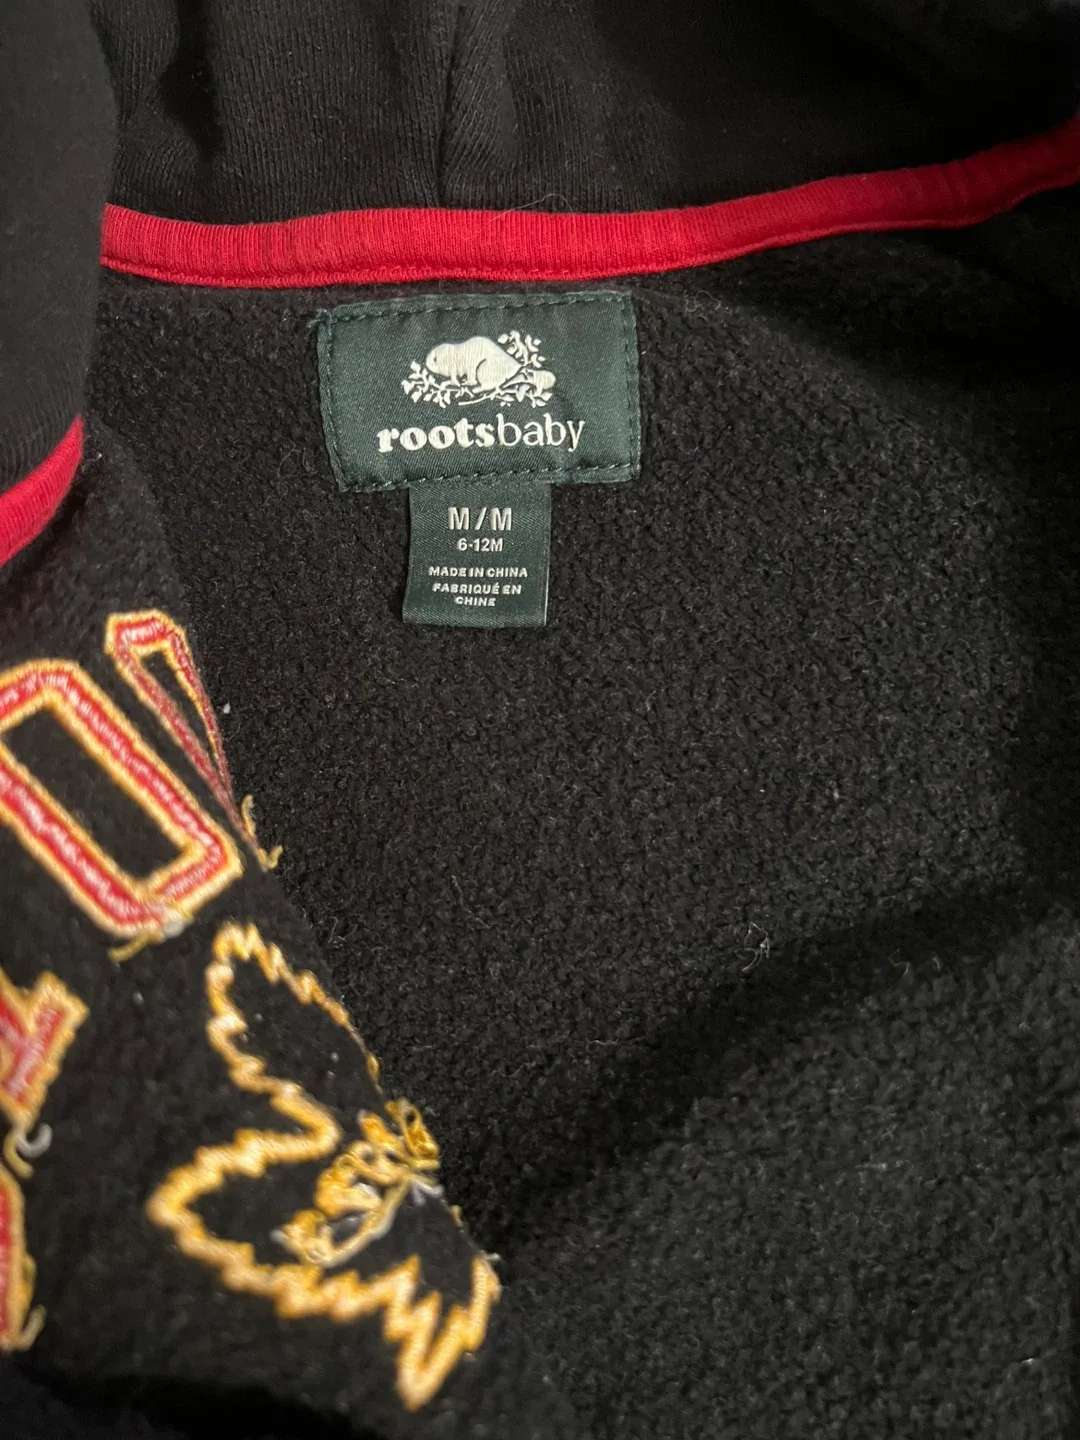 rootsbaby
M/M
6-12M
MADE IN CHINA
FABRIQUÉ EN
CHINE